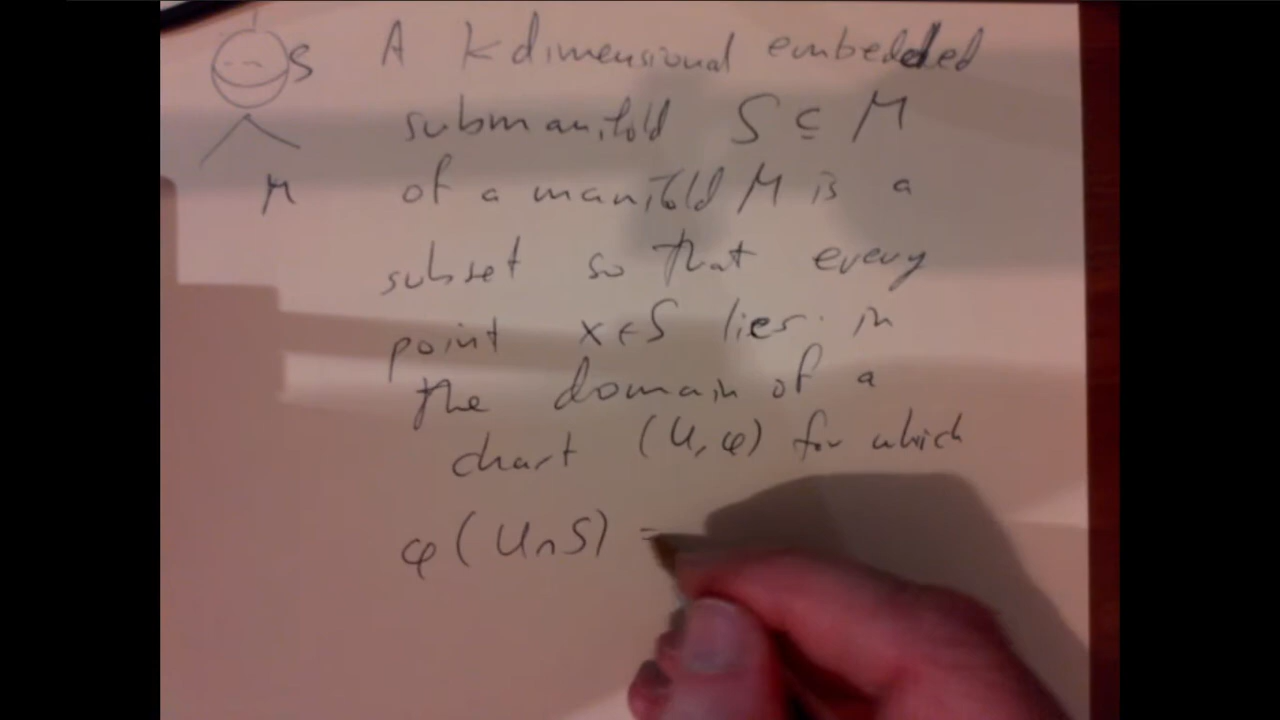 S A k dimensional embedded
submanifold S ⊆ M
M of a manifold M is a
subset so that every
point x ∈ S lies in
the domain of a
chart (U, φ) for which
φ(U∩S) =